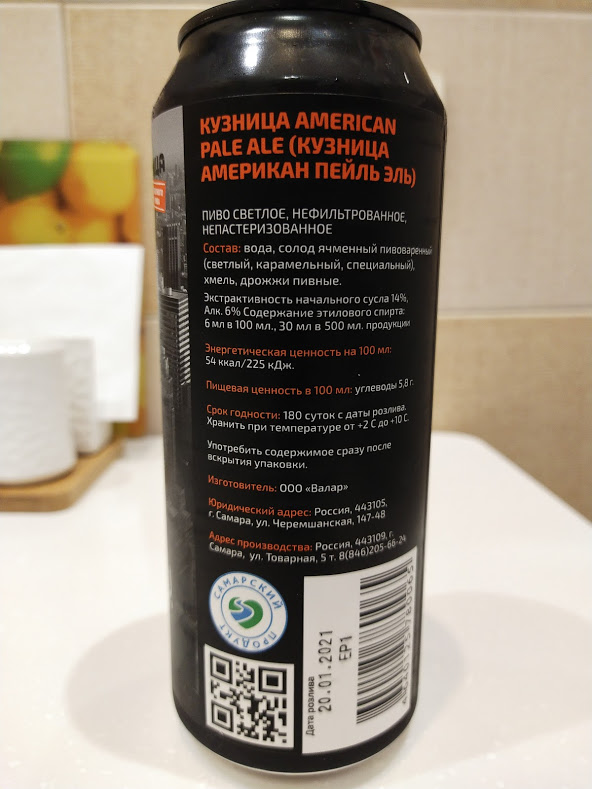 КУЗНИЦА AMERICAN
PALE ALE (КУЗНИЦА
АМЕРИКАН ПЕЙЛЬ ЭЛЬ)
ПИВО СВЕТЛОЕ, НЕФИЛЬТРОВАННОЕ,
НЕПАСТЕРИЗОВАННОЕ
Состав: вода, солод ячменный пивоваренный
(светлый, карамельный, специальный),
хмель, дрожжи пивные.
Экстрактивность начального сусла 14%,
Алк. 6% Содержание этилового спирта:
6 мл в 100 мл., 30 мл в 500 мл. продукции
Энергетическая ценность на 100 мл:
54 ккал/225 кДж.
Пищевая ценность в 100 мл: углеводы 5,8 г.
Срок годности: 180 суток с даты розлива.
Хранить при температуре от +2 С до +10 С.
Употребить содержимое сразу после
вскрытия упаковки.
Изготовитель: ООО «Валар»
Юридический адрес: Россия, 443105,
г. Самара, ул. Черемшанская, 147-48
Адрес производства: Россия, 443109, г.
Самара, ул. Товарная, 5 т. 8(846)205-66-24
САМАРСКИЙ
ПРОДУКТ
Дата розлива
20.01.2021
EP1